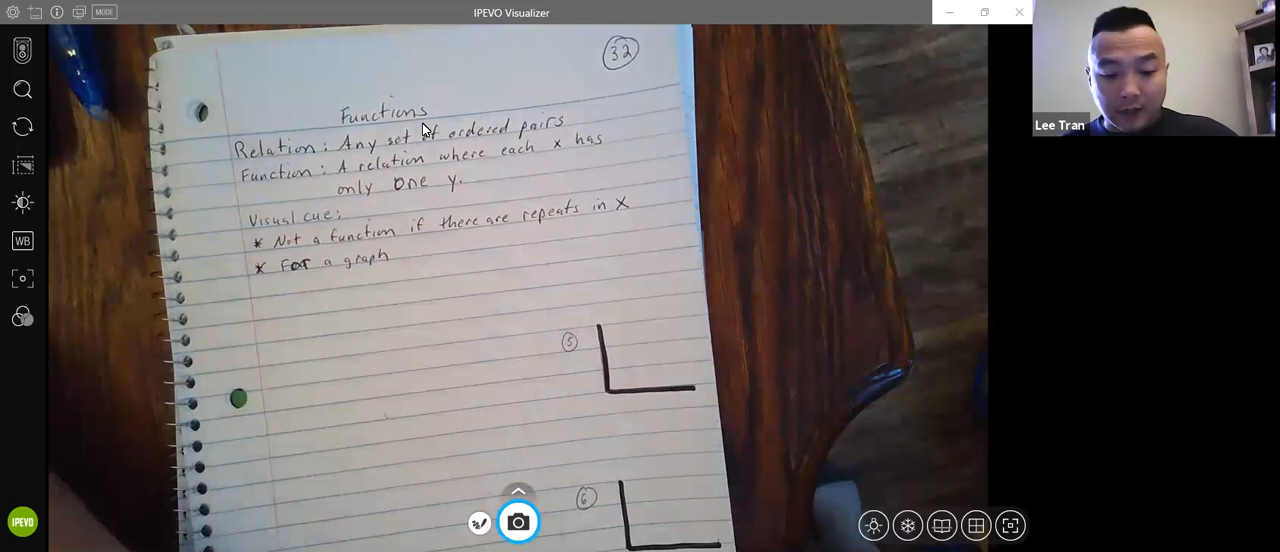 IPEVO Visualizer
MODE
Lee Tran
32
Functions
Relation: Any set of ordered pairs
Function: A relation where each x has
only one y.
Visual cue:
* Not a function if there are repeats in X
* For a graph
WB
5
6
IPEVO